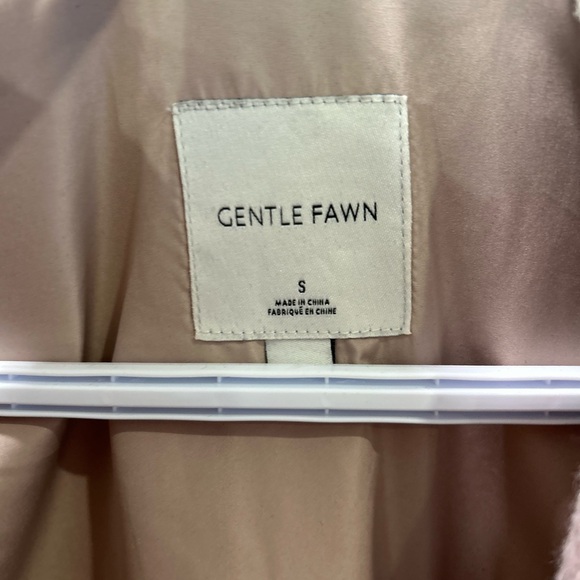 GENTLE FAWN
S
MADE IN CHINA
FABRIQUÉ EN CHINE